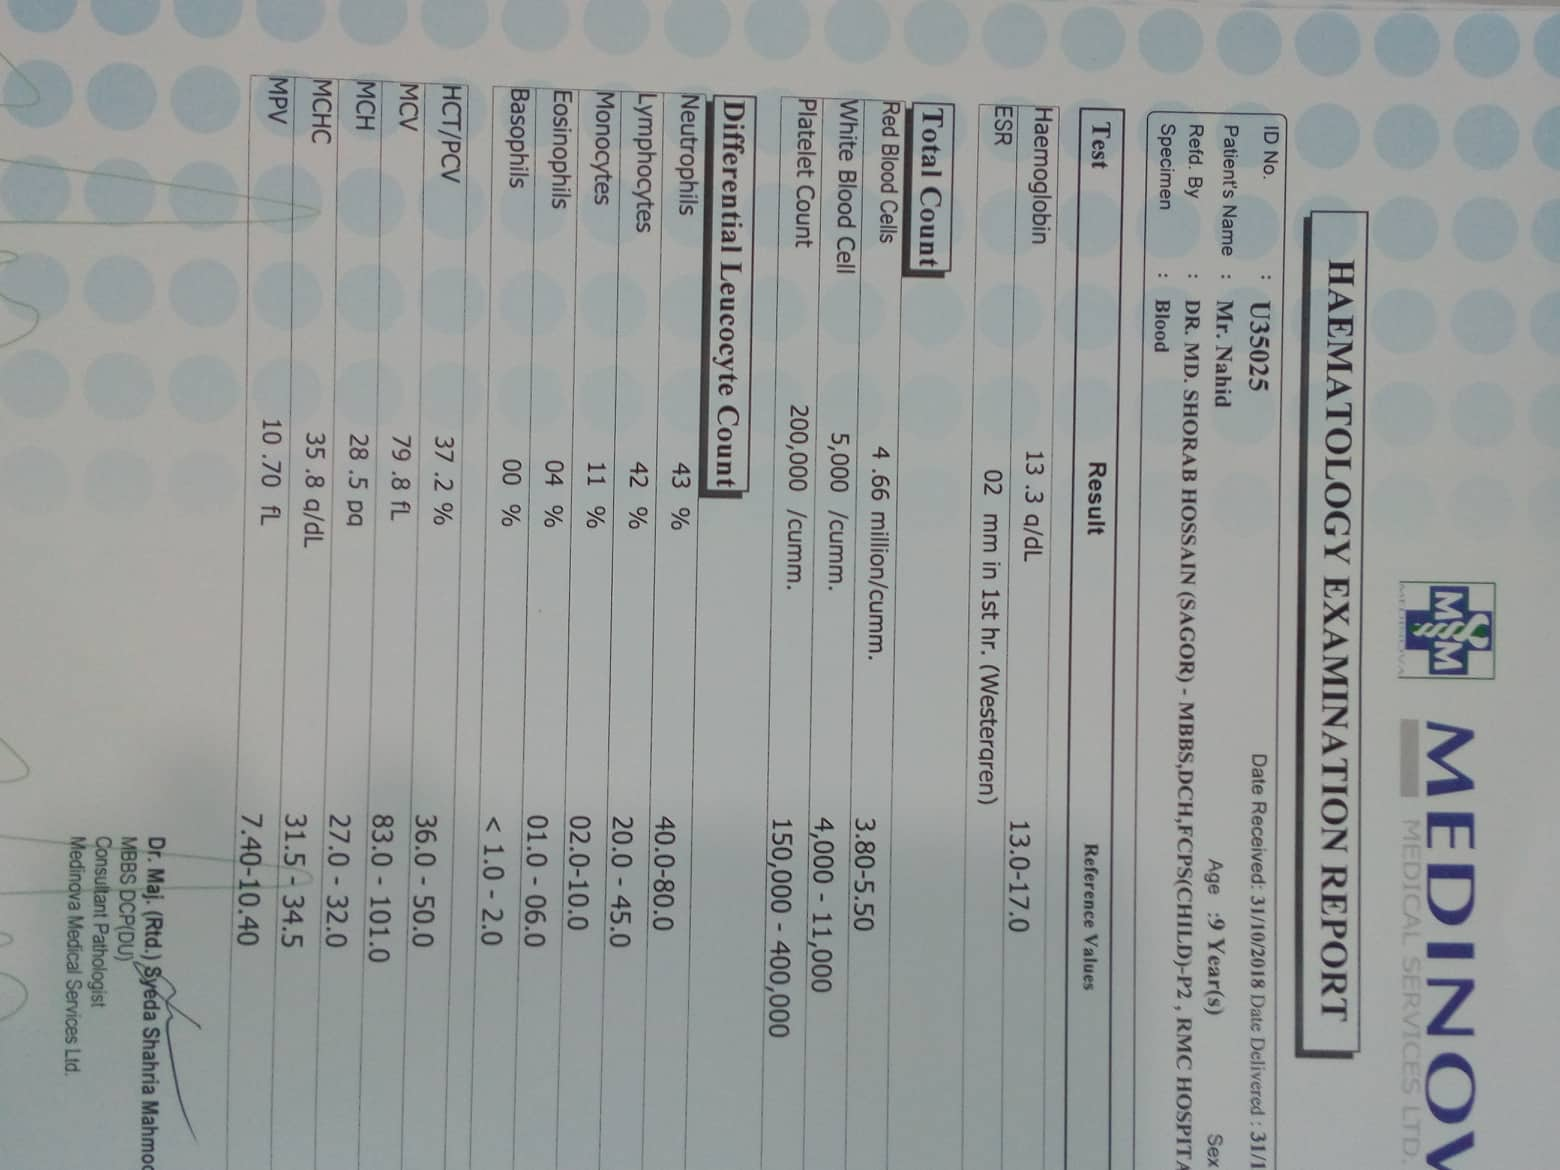 MEDINOV
MEDICAL SERVICES LTD.
HAEMATOLOGY EXAMINATION REPORT
ID No. : U35025 Date Received: 31/10/2018 Date Delivered : 31/1
Patient's Name : Mr. Nahid Age :9 Year(s) Sex
Refd. By : DR. MD. SHORAB HOSSAIN (SAGOR) - MBBS,DCH,FCPS(CHILD)-P2 , RMC HOSPITA
Specimen : Blood
Test Result Reference Values
Haemoglobin 13 .3 g/dL 13.0-17.0
ESR 02 mm in 1st hr. (Westergren)
Total Count
Red Blood Cells 4 .66 million/cumm. 3.80-5.50
White Blood Cell 5,000 /cumm. 4,000 - 11,000
Platelet Count 200,000 /cumm. 150,000 - 400,000
Differential Leucocyte Count
Neutrophils 43 % 40.0-80.0
Lymphocytes 42 % 20.0 - 45.0
Monocytes 11 % 02.0-10.0
Eosinophils 04 % 01.0 - 06.0
Basophils 00 % < 1.0 - 2.0
HCT/PCV 37 .2 % 36.0 - 50.0
MCV 79 .8 fL 83.0 - 101.0
MCH 28 .5 pg 27.0 - 32.0
MCHC 35 .8 g/dL 31.5 - 34.5
MPV 10 .70 fL 7.40-10.40
Dr. Maj. (Rtd.) Syeda Shahria Mahmod
MBBS DCP(DU)
Consultant Pathologist
Medinova Medical Services Ltd.